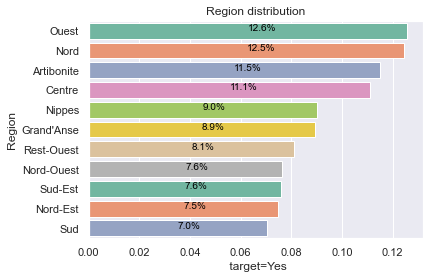 Region distribution
Region
Ouest 12.6%
Nord 12.5%
Artibonite 11.5%
Centre 11.1%
Nippes 9.0%
Grand'Anse 8.9%
Rest-Ouest 8.1%
Nord-Ouest 7.6%
Sud-Est 7.6%
Nord-Est 7.5%
Sud 7.0%
0.00 0.02 0.04 0.06 0.08 0.10 0.12
target=Yes